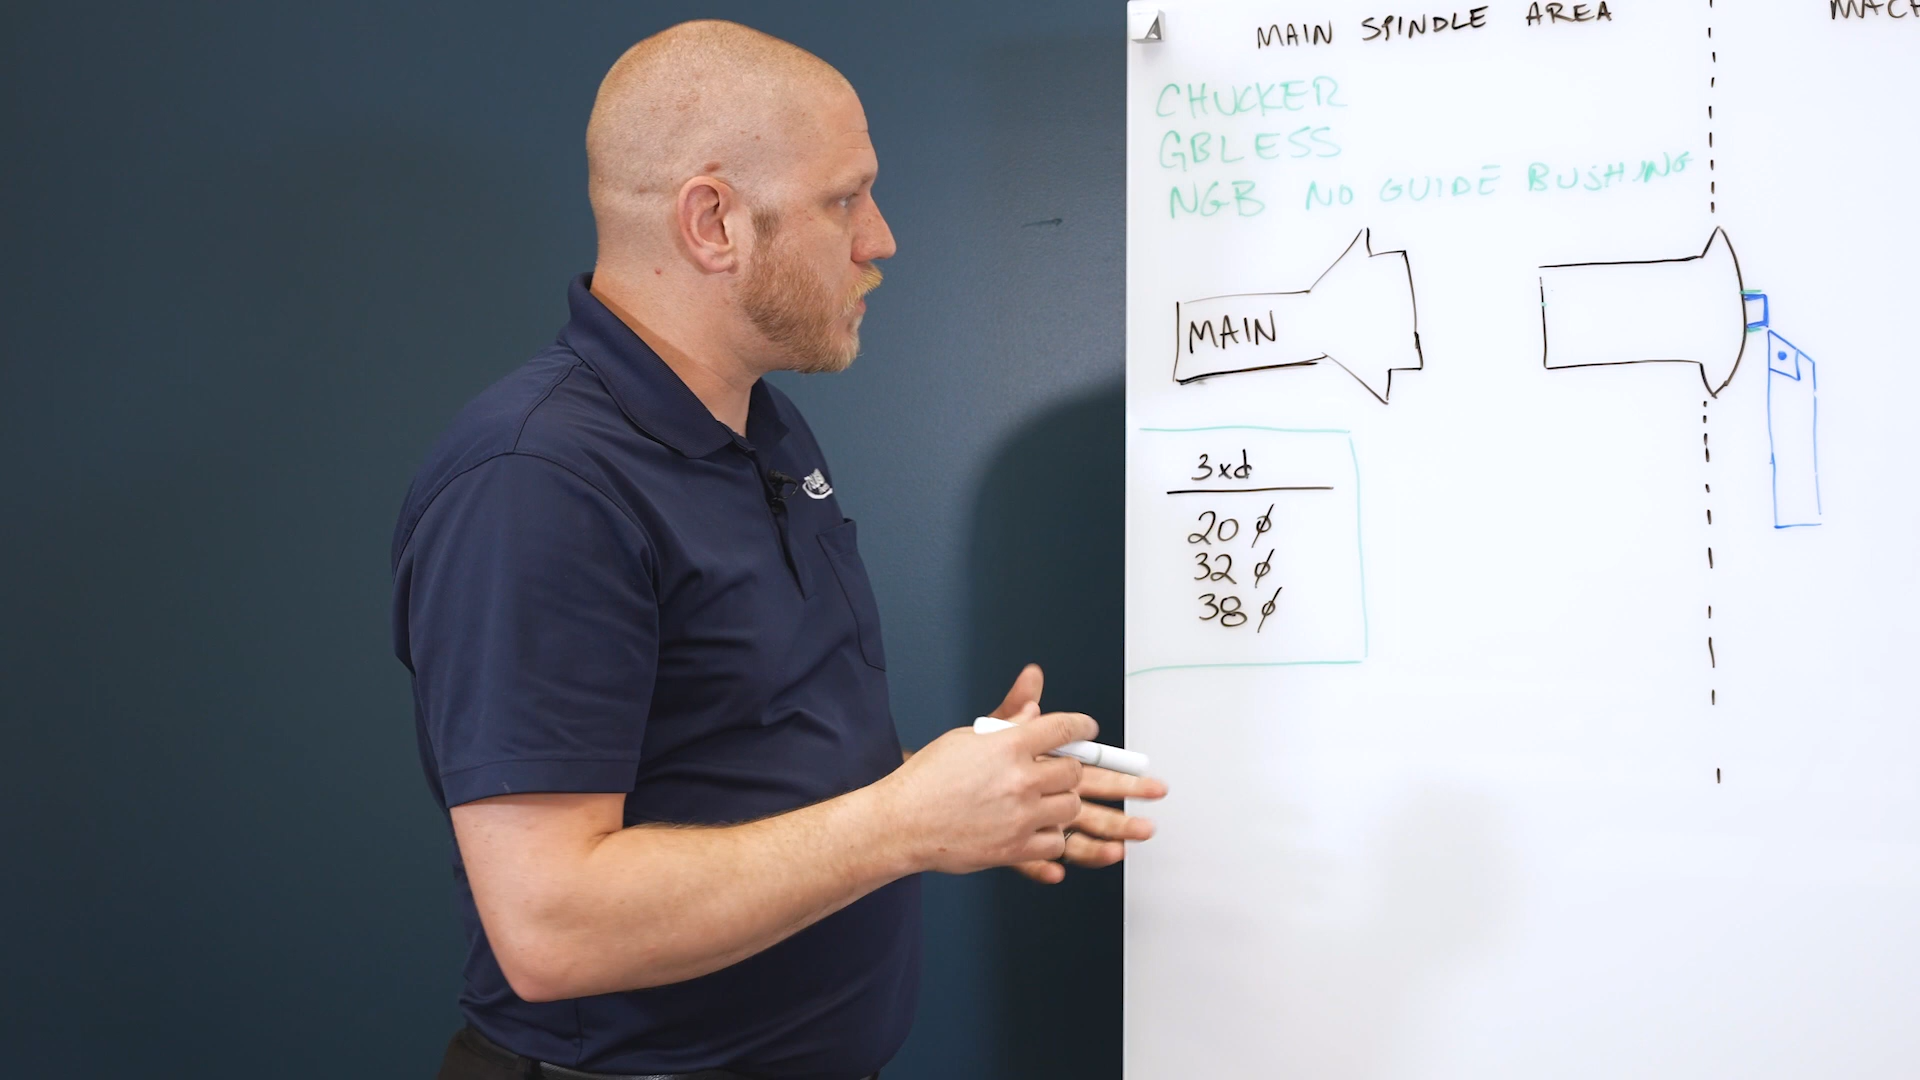 MAIN SPINDLE AREA
CHUCKER
GBLESS
NGB NO GUIDE BUSHING
MAIN
3xd
20 ϕ
32 ϕ
38 ϕ